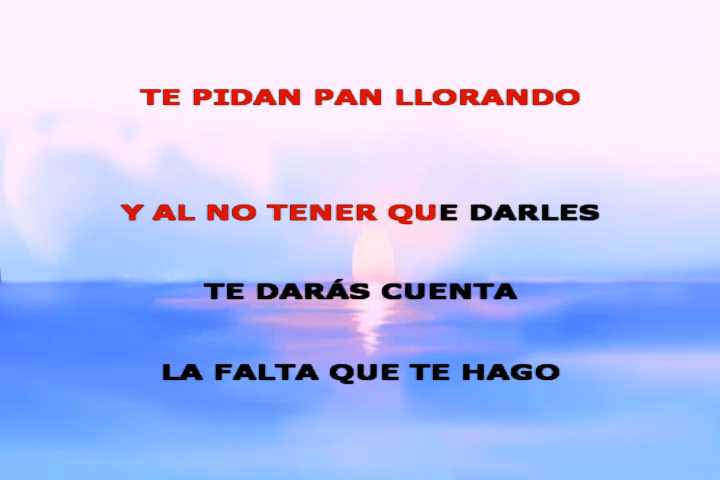 TE PIDAN PAN LLORANDO
Y AL NO TENER QUE DARLES
TE DARÁS CUENTA
LA FALTA QUE TE HAGO